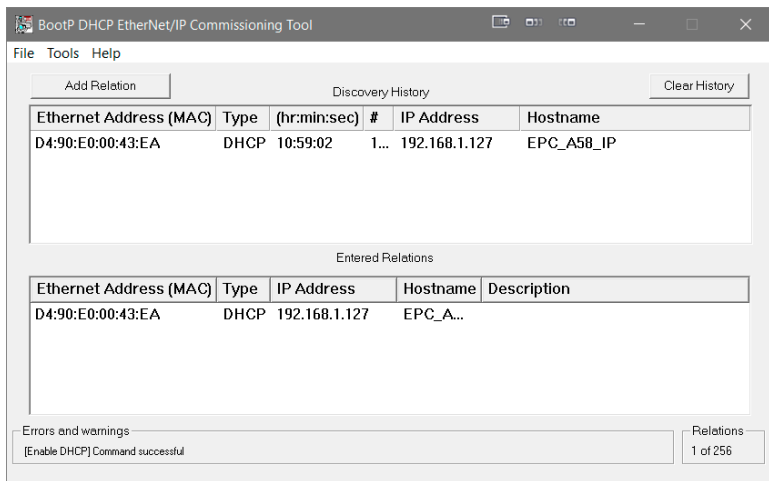 BootP DHCP EtherNet/IP Commissioning Tool
File Tools Help
Add Relation Discovery History Clear History
Ethernet Address (MAC) Type (hr:min:sec) # IP Address Hostname
D4:90:E0:00:43:EA DHCP 10:59:02 1... 192.168.1.127 EPC_A58_IP
Entered Relations
Ethernet Address (MAC) Type IP Address Hostname Description
D4:90:E0:00:43:EA DHCP 192.168.1.127 EPC_A...
Errors and warnings Relations
[Enable DHCP] Command successful 1 of 256